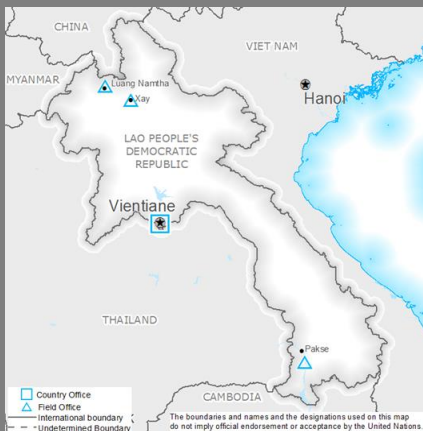 CHINA
VIET NAM
MYANMAR
Luang Namtha
Xay
Hanoi
LAO PEOPLE'S
DEMOCRATIC
REPUBLIC
Vientiane
THAILAND
Pakse
CAMBODIA
Country Office
Field Office
International boundary
Undetermined Boundary
k map
The boundaries and names and the designations used on this map
do not imply official endorsement or acceptance by the United Nations.